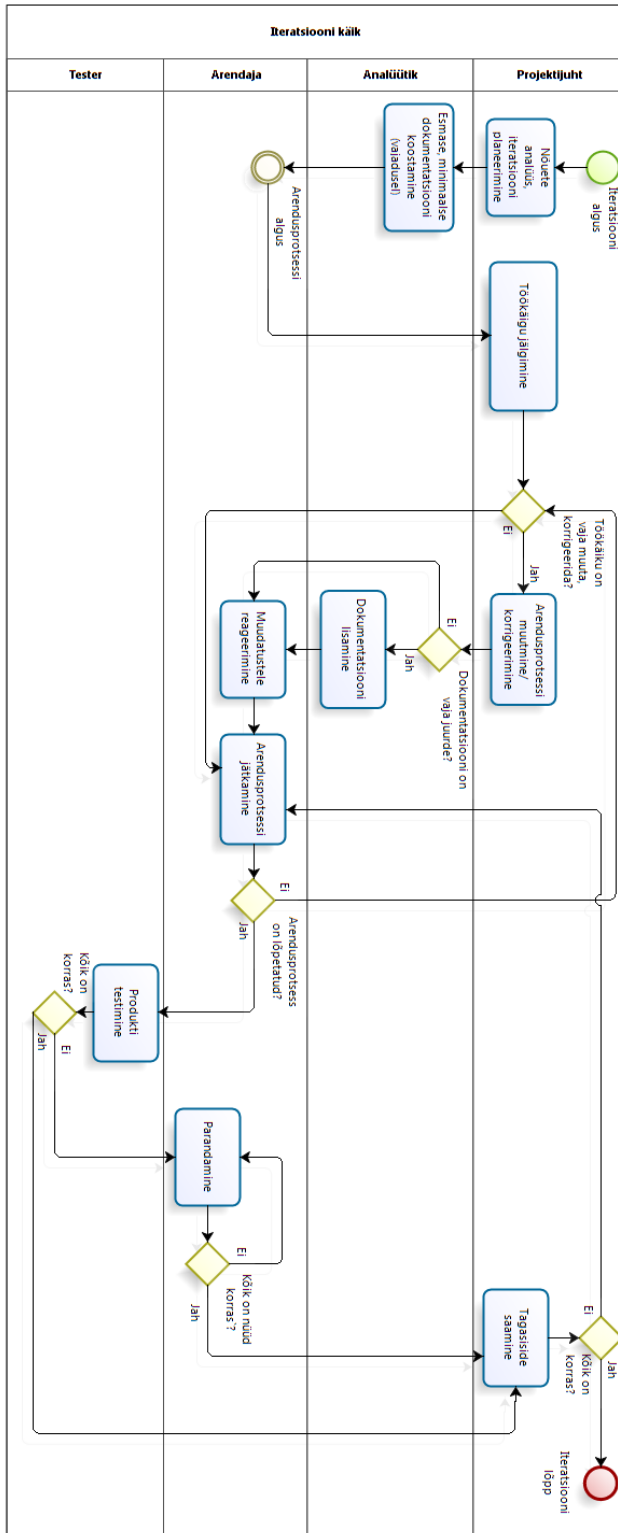 Iteratsiooni käik
Tester
Arendaja
Analüütik
Projektijuht
Iteratsiooni
algus
Nõuete
analüüs,
iteratsiooni
planeerimine
Esmase, minimaalse
dokumentatsiooni
koostamine
(vajadusel)
Arendusprotsessi
algus
Töökäigu jälgimine
Töökäiku on
vaja muuta,
korrigeerida?
Ei
Jah
Arendusprotsessi
muutmine/
korrigeerimine
Dokumentatsiooni on
vaja juurde?
Ei
Jah
Dokumentatsiooni
lisamine
Muudatustele
reageerimine
Arendusprotsessi
jätkamine
Ei
Jah
Arendusprotsess
on lõpetatud?
Produkti
testimine
Kõik on
korras?
Ei
Jah
Parandamine
Ei
Kõik on nüüd
korras`?
Jah
Tagasiside
saamine
Kõik on
korras?
Ei
Jah
Iteratsiooni
lõpp